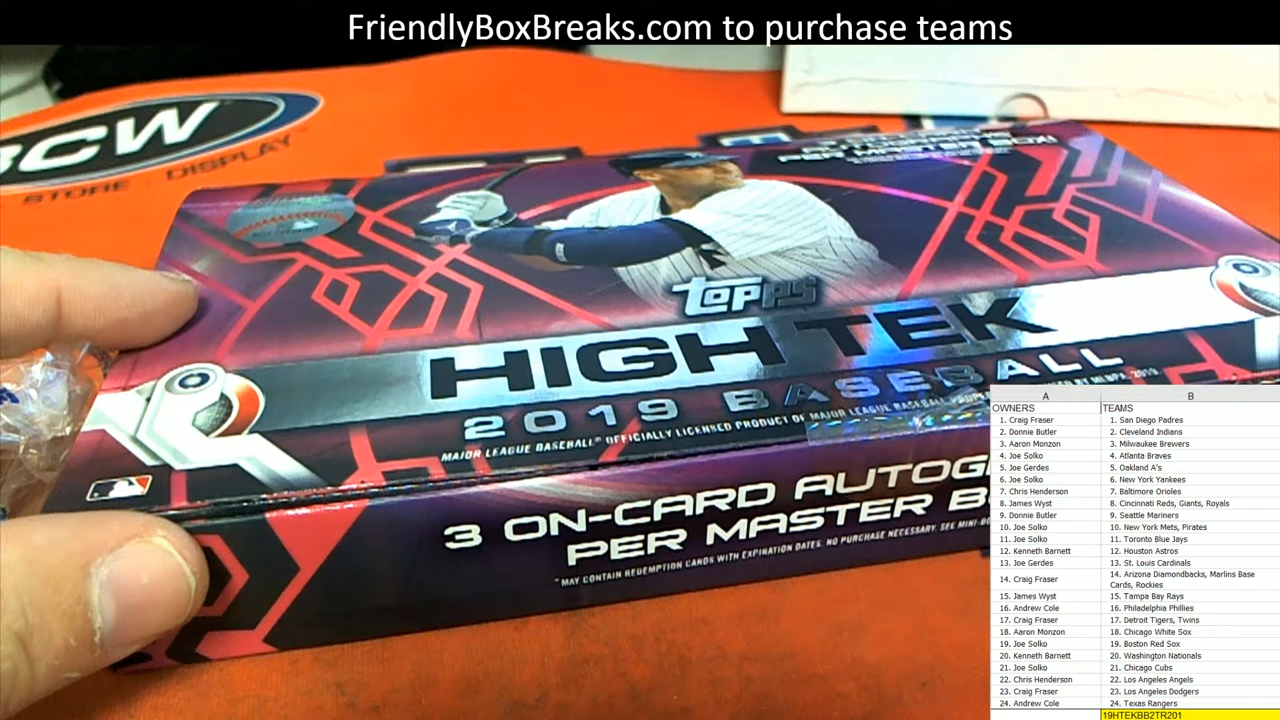 FriendlyBoxBreaks.com to purchase teams
BCW
STORE · DISPLAY
PER MASTER BOX!
TOPPS
HIGH TEK
2019 BASEBALL
MAJOR LEAGUE BASEBALL® OFFICIALLY LICENSED PRODUCT OF MAJOR LEAGUE BASEBALL
3 ON-CARD AUTOG
PER MASTER B
*MAY CONTAIN REDEMPTION CARDS WITH EXPIRATION DATES. NO PURCHASE NECESSARY. SEE MINI-BO
A B
OWNERS TEAMS
1. Craig Fraser 1. San Diego Padres
2. Donnie Butler 2. Cleveland Indians
3. Aaron Monzon 3. Milwaukee Brewers
4. Joe Solko 4. Atlanta Braves
5. Joe Gerdes 5. Oakland A's
6. Joe Solko 6. New York Yankees
7. Chris Henderson 7. Baltimore Orioles
8. James Wyst 8. Cincinnati Reds, Giants, Royals
9. Donnie Butler 9. Seattle Mariners
10. Joe Solko 10. New York Mets, Pirates
11. Joe Solko 11. Toronto Blue Jays
12. Kenneth Barnett 12. Houston Astros
13. Joe Gerdes 13. St. Louis Cardinals
14. Craig Fraser 14. Arizona Diamondbacks, Marlins Base
Cards, Rockies
15. James Wyst 15. Tampa Bay Rays
16. Andrew Cole 16. Philadelphia Phillies
17. Craig Fraser 17. Detroit Tigers, Twins
18. Aaron Monzon 18. Chicago White Sox
19. Joe Solko 19. Boston Red Sox
20. Kenneth Barnett 20. Washington Nationals
21. Joe Solko 21. Chicago Cubs
22. Chris Henderson 22. Los Angeles Angels
23. Craig Fraser 23. Los Angeles Dodgers
24. Andrew Cole 24. Texas Rangers
19HTEKBB2TR201